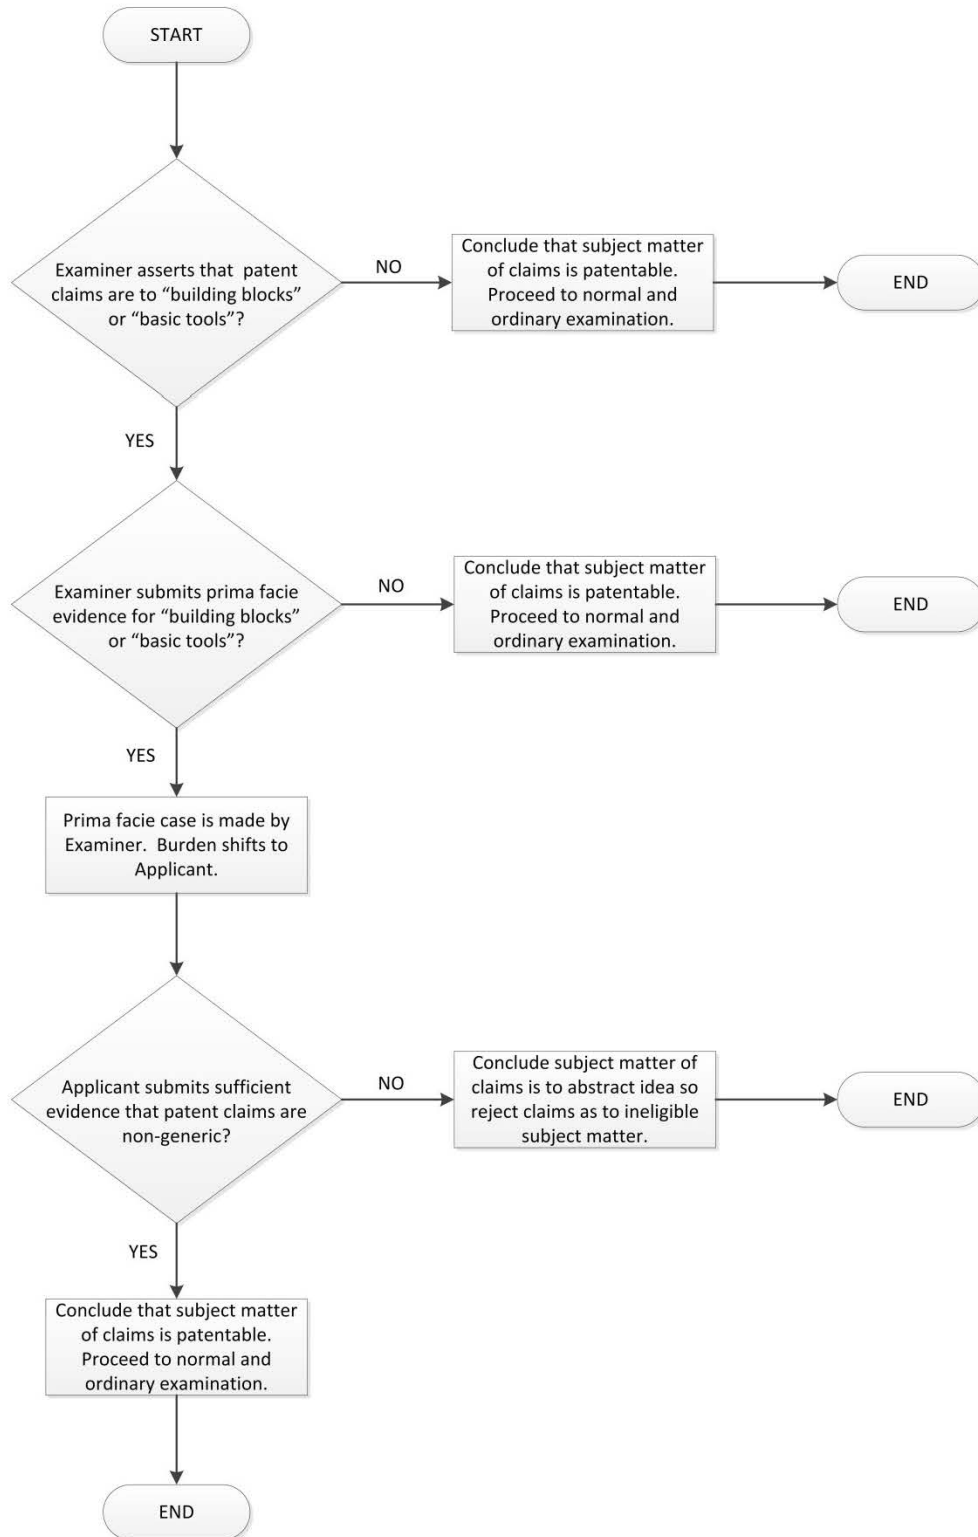 START
Examiner asserts that  patent
claims are to “building blocks”
or “basic tools”?
NO
Conclude that subject matter
of claims is patentable.
Proceed to normal and
ordinary examination.
END
YES
Examiner submits prima facie
evidence for “building blocks”
or “basic tools”?
NO
Conclude that subject matter
of claims is patentable.
Proceed to normal and
ordinary examination.
END
YES
Prima facie case is made by
Examiner.  Burden shifts to
Applicant.
Applicant submits sufficient
evidence that patent claims are
non-generic?
NO
Conclude subject matter of
claims is to abstract idea so
reject claims as to ineligible
subject matter.
END
YES
Conclude that subject matter
of claims is patentable.
Proceed to normal and
ordinary examination.
END